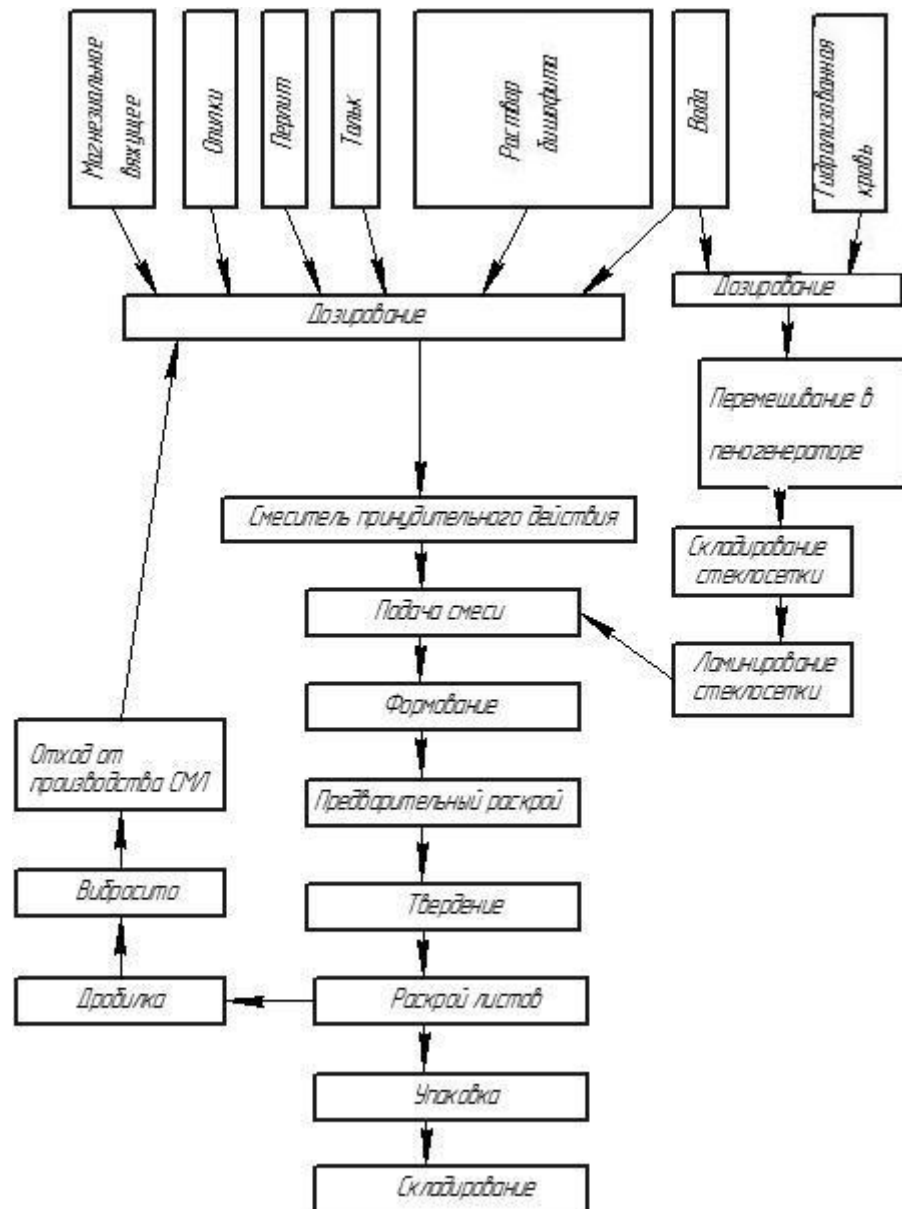 Магнезиальное
вяжущее
Опилки
Перлит
Тальк
Раствор
бишофита
Вода
Гидрализованная
кровь
Дозирование
Дозирование
Перемешивание в
пеногенераторе
Смеситель принудительного действия
Складирование
стеклосетки
Подача смеси
Ламинирование
стеклосетки
Формование
Отход от
производства СМЛ
Предварительный раскрой
Вибросито
Твердение
Дробилка
Раскрой листов
Упаковка
Складирование